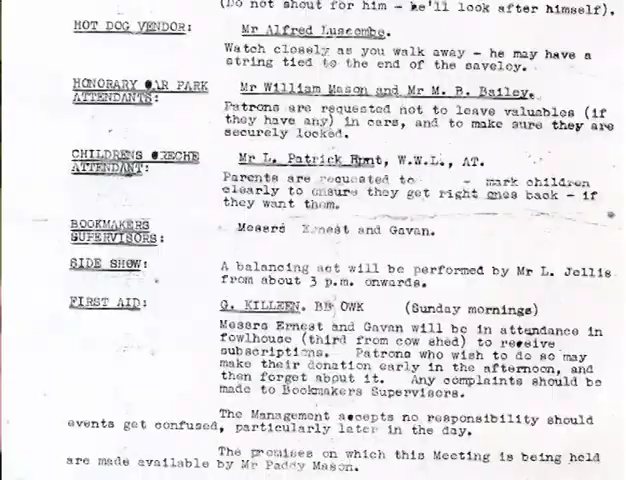 (Do not shout for him - he'll look after himself).
HOT DOG VENDOR: Mr Alfred Luscombe.
Watch closely as you walk away - he may have a
string tied to the end of the saveloy.
HONORARY CAR PARK Mr William Mason and Mr M. B. Bailey.
ATTENDANTS:
Patrons are requested not to leave valuables (if
they have any) in cars, and to make sure they are
securely locked.
CHILDRENS CRECHE Mr L. Patrick Hunt, W.W.L., AT.
ATTENDANT:
Parents are requested to - mark children
clearly to ensure they get right ones back - if
they want them.
BOOKMAKERS
SUPERVISORS: Messrs Ernest and Gavan.
SIDE SHOW: A balancing act will be performed by Mr L. Jellis
from about 3 p.m. onwards.
FIRST AID: G. KILLEEN. BB OWK (Sunday mornings)
Messrs Ernest and Gavan will be in attendance in
fowlhouse (third from cow shed) to receive
subscriptions. Patrons who wish to do so may
make their donation early in the afternoon, and
then forget about it. Any complaints should be
made to Bookmakers Supervisors.
The Management accepts no responsibility should
events get confused, particularly later in the day.
The premises on which this Meeting is being held
are made available by Mr Paddy Mason.